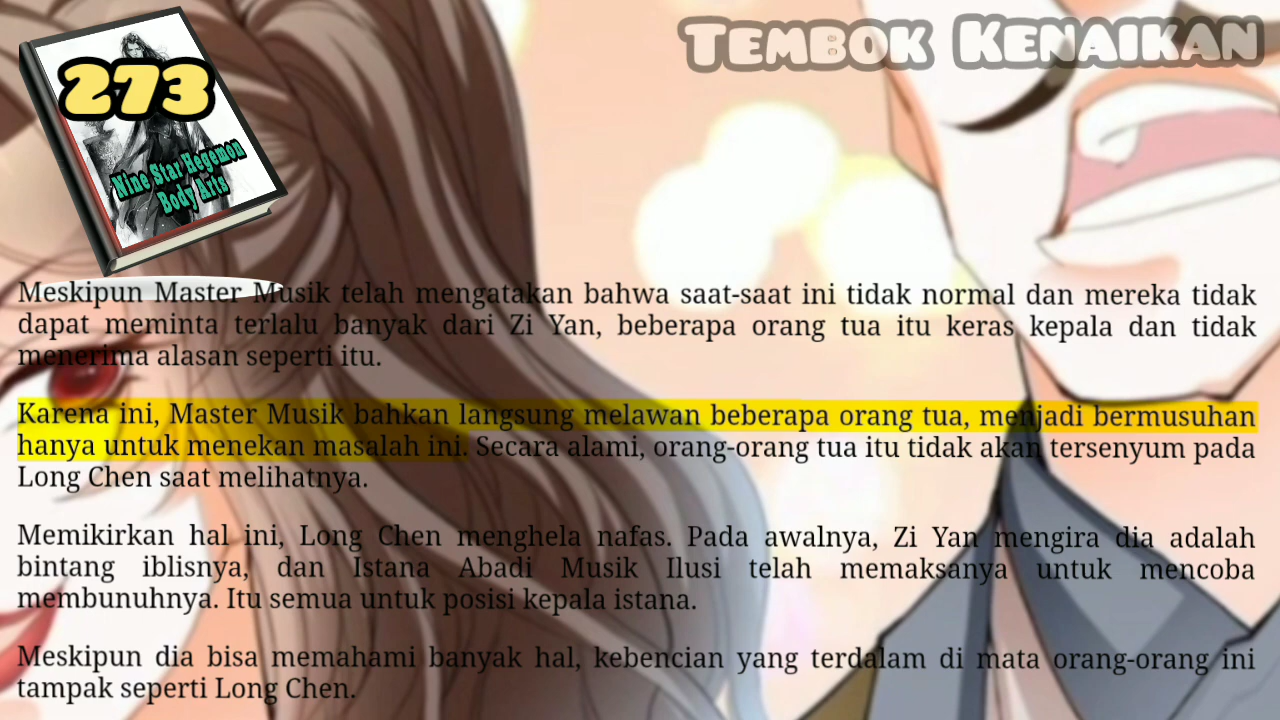 Tembok Kenaikan
273
Nine Star Hegemon
Body Arts
Meskipun Master Musik telah mengatakan bahwa saat-saat ini tidak normal dan mereka tidak
dapat meminta terlalu banyak dari Zi Yan, beberapa orang tua itu keras kepala dan tidak
menerima alasan seperti itu.
Karena ini, Master Musik bahkan langsung melawan beberapa orang tua, menjadi bermusuhan
hanya untuk menekan masalah ini. Secara alami, orang-orang tua itu tidak akan tersenyum pada
Long Chen saat melihatnya.
Memikirkan hal ini, Long Chen menghela nafas. Pada awalnya, Zi Yan mengira dia adalah
bintang iblisnya, dan Istana Abadi Musik Ilusi telah memaksanya untuk mencoba
membunuhnya. Itu semua untuk posisi kepala istana.
Meskipun dia bisa memahami banyak hal, kebencian yang terdalam di mata orang-orang ini
tampak seperti Long Chen.